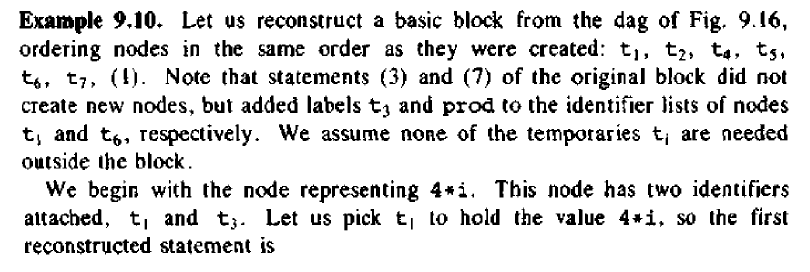 Example 9.10. Let us reconstruct a basic block from the dag of Fig. 9.16,
ordering nodes in the same order as they were created: t₁, t₂, t₄, t₅,
t₆, t₇, (1). Note that statements (3) and (7) of the original block did not
create new nodes, but added labels t₃ and prod to the identifier lists of nodes
t₁ and t₆, respectively. We assume none of the temporaries tᵢ are needed
outside the block.
We begin with the node representing 4*i. This node has two identifiers
attached, t₁ and t₃. Let us pick t₁ to hold the value 4*i, so the first
reconstructed statement is